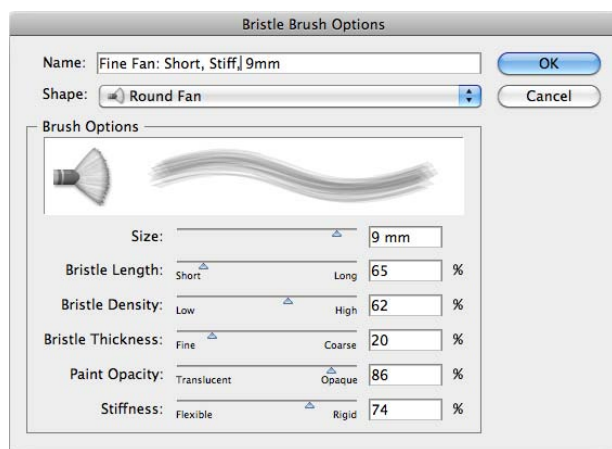 Bristle Brush Options
Name: Fine Fan: Short, Stiff, 9mm
OK
Shape: Round Fan
Cancel
Brush Options
Size: 9 mm
Bristle Length: Short Long 65 %
Bristle Density: Low High 62 %
Bristle Thickness: Fine Coarse 20 %
Paint Opacity: Translucent Opaque 86 %
Stiffness: Flexible Rigid 74 %